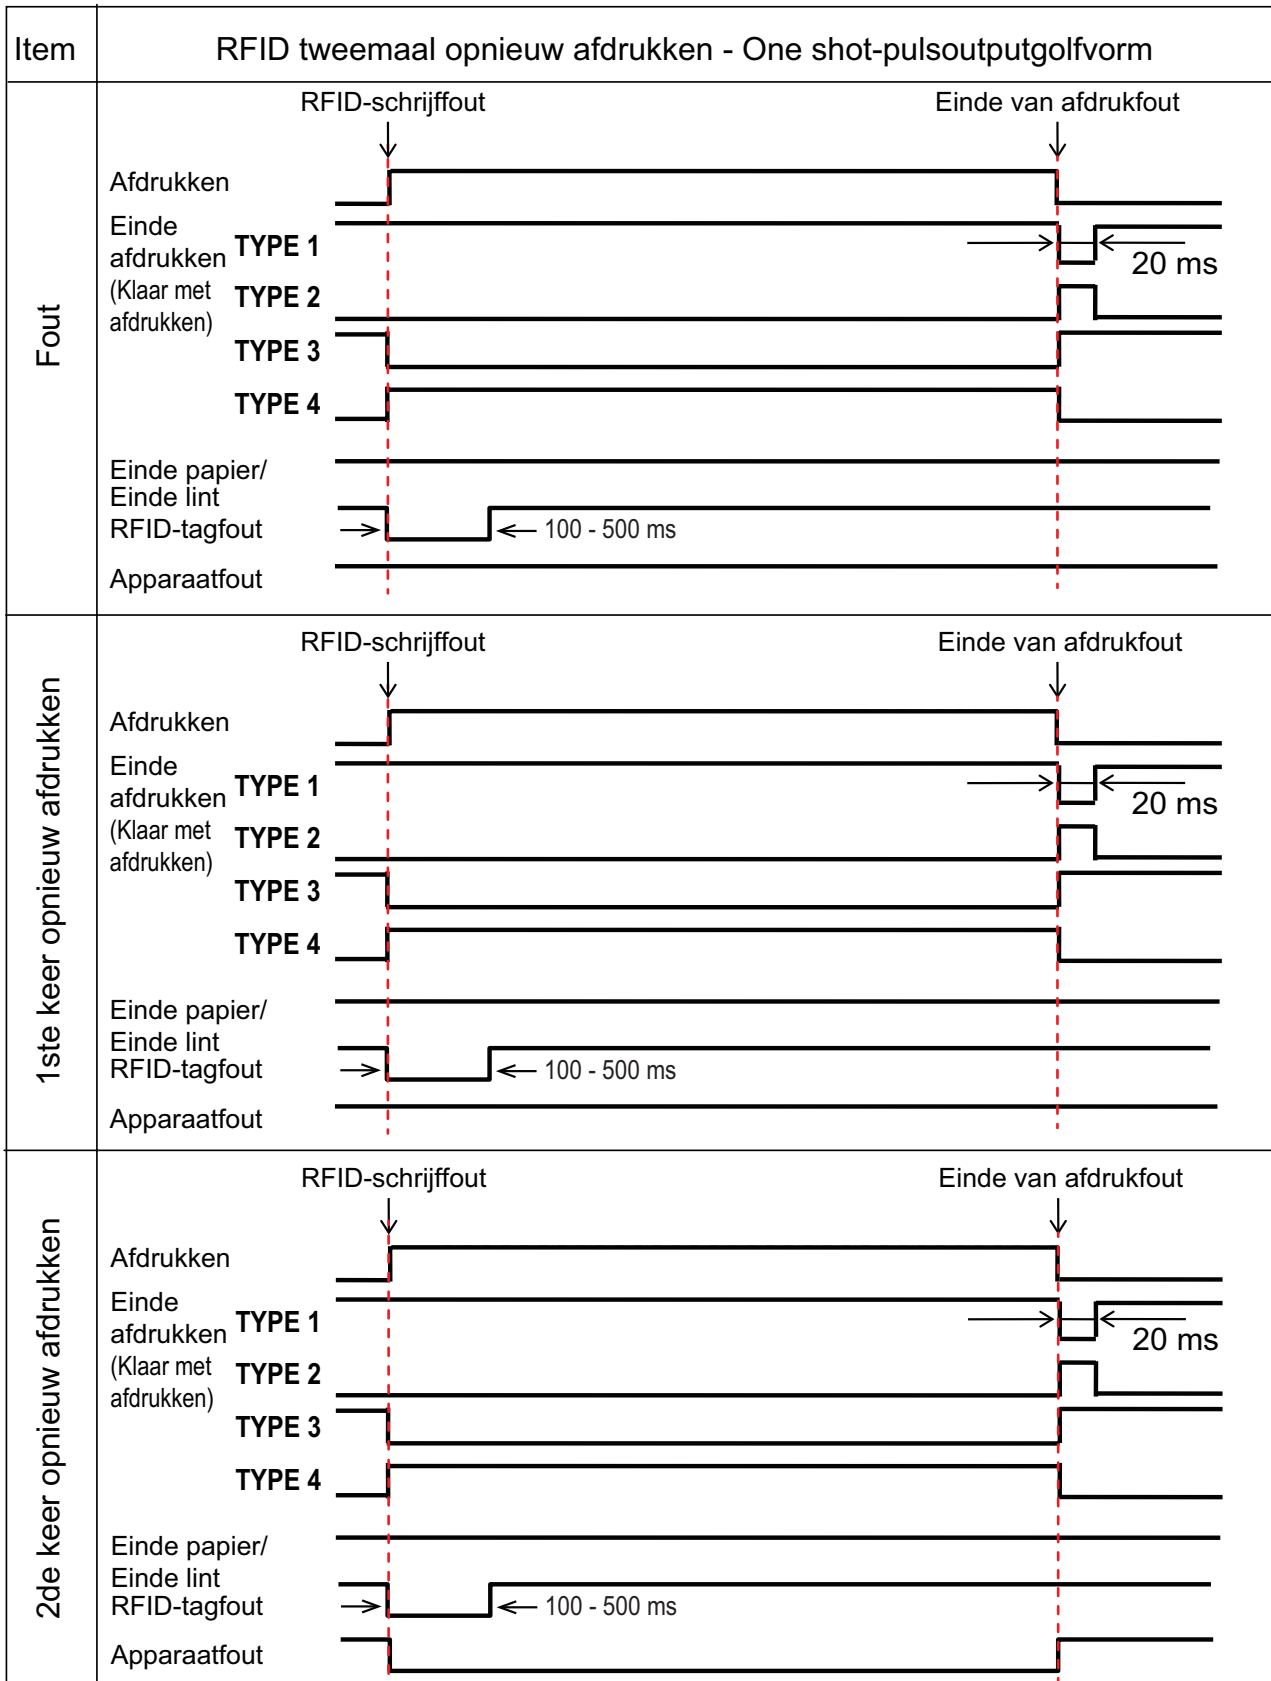 Item
RFID tweemaal opnieuw afdrukken - One shot-pulsoutputgolfvorm
Fout
RFID-schrijffout
Einde van afdrukfout
Afdrukken
Einde
afdrukken
(Klaar met
afdrukken)
TYPE 1
20 ms
TYPE 2
TYPE 3
TYPE 4
Einde papier/
Einde lint
RFID-tagfout
100 - 500 ms
Apparaatfout
1ste keer opnieuw afdrukken
RFID-schrijffout
Einde van afdrukfout
Afdrukken
Einde
afdrukken
(Klaar met
afdrukken)
TYPE 1
20 ms
TYPE 2
TYPE 3
TYPE 4
Einde papier/
Einde lint
RFID-tagfout
100 - 500 ms
Apparaatfout
2de keer opnieuw afdrukken
RFID-schrijffout
Einde van afdrukfout
Afdrukken
Einde
afdrukken
(Klaar met
afdrukken)
TYPE 1
20 ms
TYPE 2
TYPE 3
TYPE 4
Einde papier/
Einde lint
RFID-tagfout
100 - 500 ms
Apparaatfout